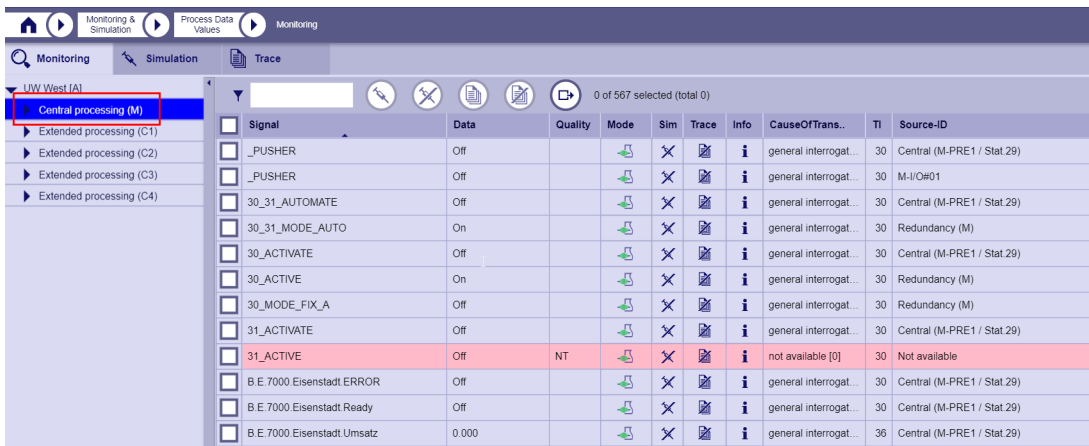 Monitoring & Simulation
Process Data Values
Monitoring
Monitoring
Simulation
Trace
UW West [A]
Central processing (M)
Extended processing (C1)
Extended processing (C2)
Extended processing (C3)
Extended processing (C4)
0 of 567 selected (total 0)
Signal Data Quality Mode Sim Trace Info CauseOfTrans.. TI Source-ID
_PUSHER Off general interrogat... 30 Central (M-PRE1 / Stat.29)
_PUSHER Off general interrogat... 30 M-I/O#01
30_31_AUTOMATE Off general interrogat... 30 Central (M-PRE1 / Stat.29)
30_31_MODE_AUTO On general interrogat... 30 Redundancy (M)
30_ACTIVATE Off general interrogat... 30 Central (M-PRE1 / Stat.29)
30_ACTIVE On general interrogat... 30 Redundancy (M)
30_MODE_FIX_A Off general interrogat... 30 Redundancy (M)
31_ACTIVATE Off general interrogat... 30 Central (M-PRE1 / Stat.29)
31_ACTIVE Off NT not available [0] 30 Not available
B.E.7000.Eisenstadt.ERROR Off general interrogat... 30 Central (M-PRE1 / Stat.29)
B.E.7000.Eisenstadt.Ready Off general interrogat... 30 Central (M-PRE1 / Stat.29)
B.E.7000.Eisenstadt.Umsatz 0.000 general interrogat... 36 Central (M-PRE1 / Stat.29)